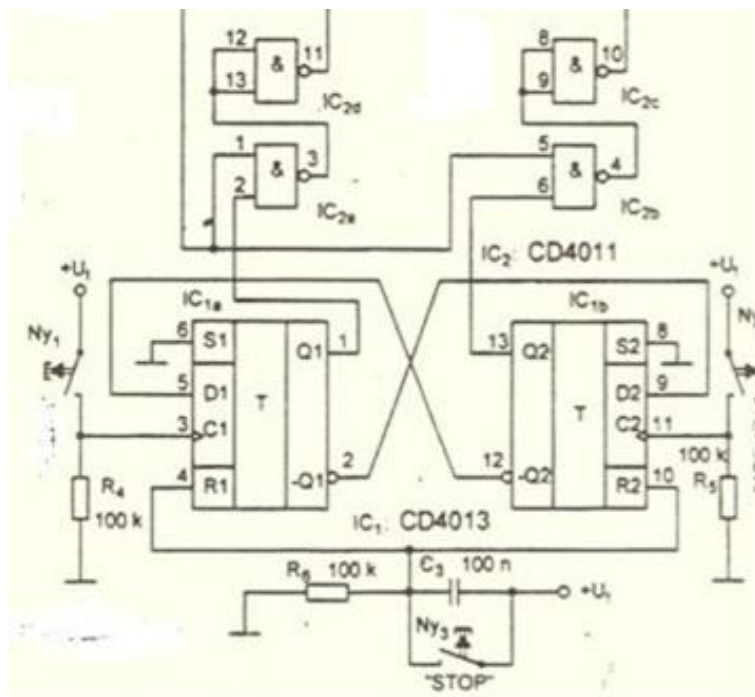 12 11 8 10
& &
13 9
IC2d IC2c
1 3 5 4
& &
2 6
IC2a IC2b
IC2: CD4011
+U1 +U1
IC1a IC1b
Ny1 Ny
6 S1 Q1 1 13 Q2 S2 8
5 D1 T T D2 9
3 C1 C2 11
4 R1 -Q1 2 12 -Q2 R2 10
R4 100 k
100 k R5
IC1: CD4013
R6 100 k C3 100 n
+U1
Ny3
"STOP"